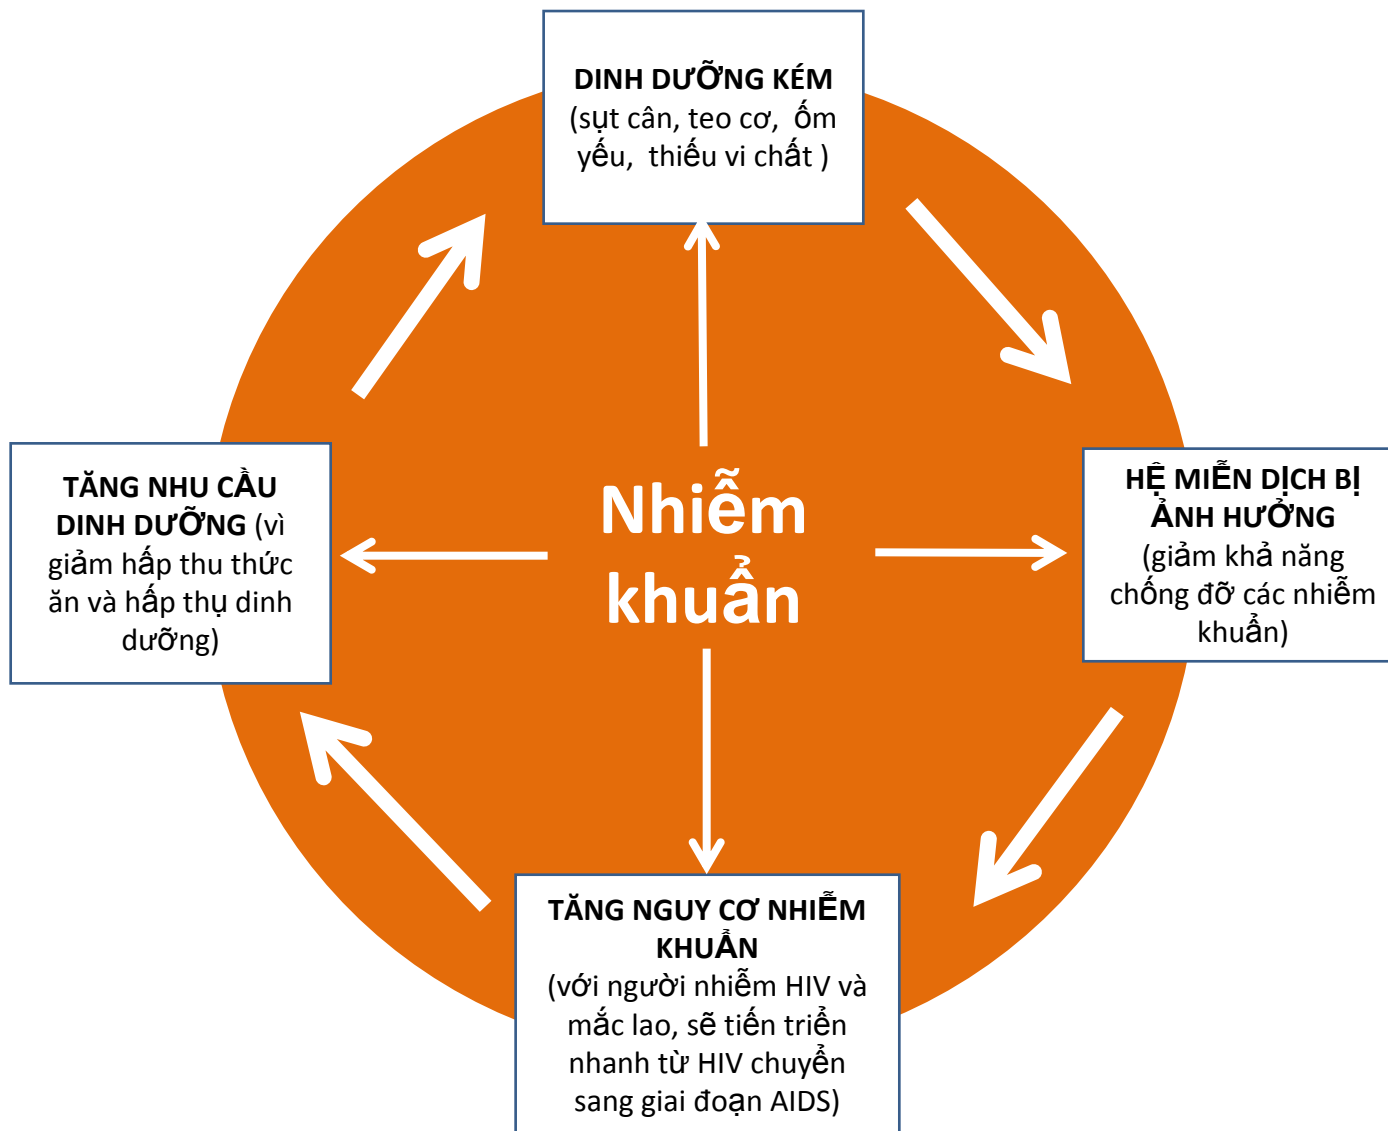 DINH DƯỠNG KÉM
(sụt cân, teo cơ, ốm
yếu, thiếu vi chất )
TĂNG NHU CẦU
DINH DƯỠNG (vì
giảm hấp thu thức
ăn và hấp thụ dinh
dưỡng)
Nhiễm
khuẩn
HỆ MIỄN DỊCH BỊ
ẢNH HƯỞNG
(giảm khả năng
chống đỡ các nhiễm
khuẩn)
TĂNG NGUY CƠ NHIỄM
KHUẨN
(với người nhiễm HIV và
mắc lao, sẽ tiến triển
nhanh từ HIV chuyển
sang giai đoạn AIDS)